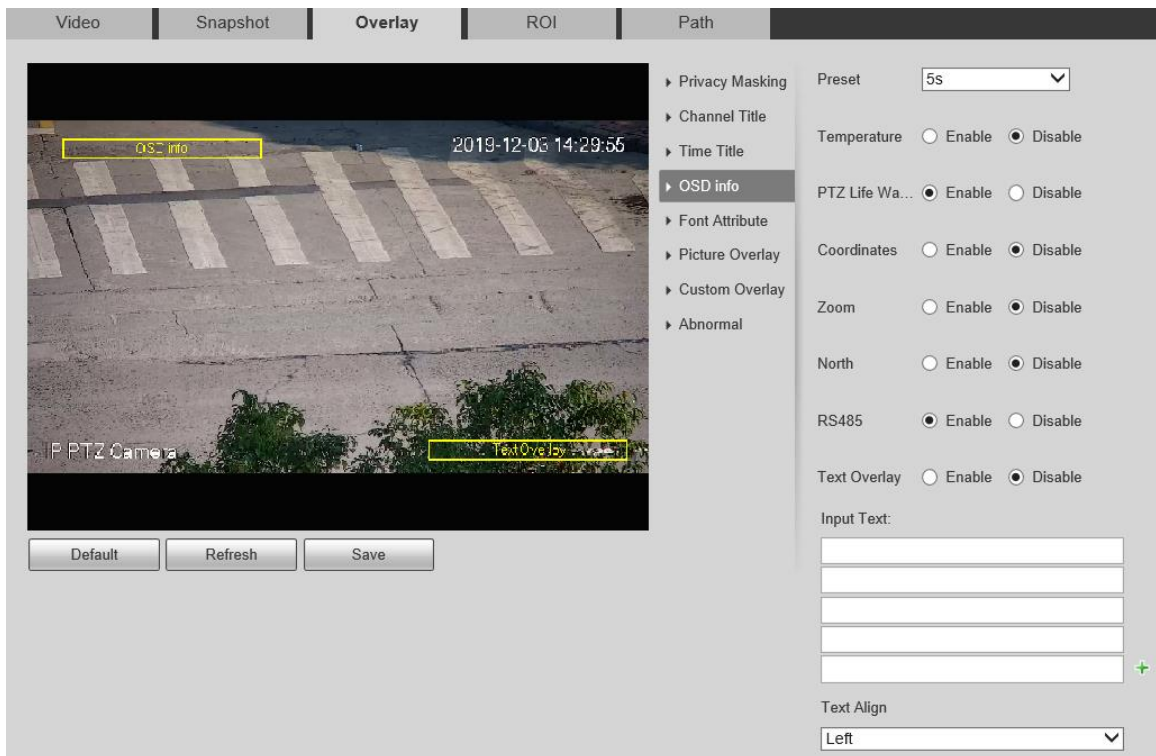 Video Snapshot Overlay ROI Path
OSD info
2019-12-03 14:29:55
IP PTZ Camera
Text Overlay
Default Refresh Save
Privacy Masking
Channel Title
Time Title
OSD info
Font Attribute
Picture Overlay
Custom Overlay
Abnormal
Preset 5s
Temperature Enable Disable
PTZ Life Wa... Enable Disable
Coordinates Enable Disable
Zoom Enable Disable
North Enable Disable
RS485 Enable Disable
Text Overlay Enable Disable
Input Text:
Text Align
Left